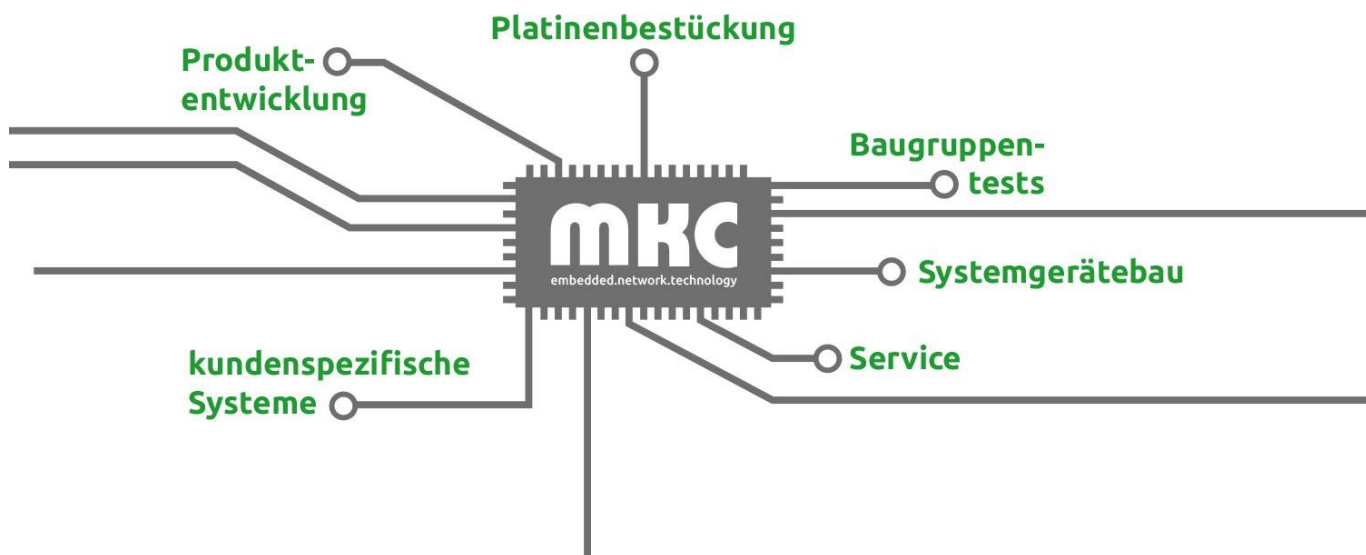 Platinenbestückung
Produkt-
entwicklung
Baugruppen-
tests
mKC
embedded.network.technology
Systemgerätebau
Service
kundenspezifische
Systeme